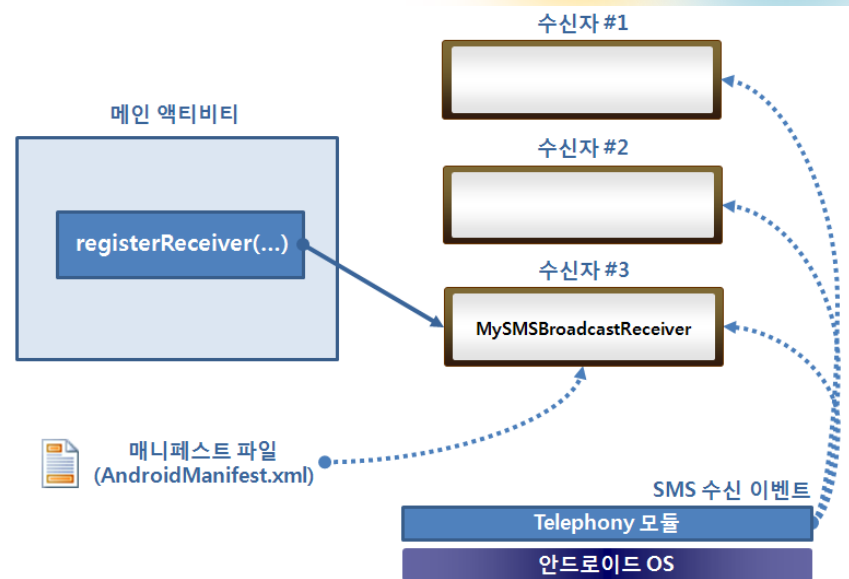 수신자 #1
메인 액티비티
registerReceiver(...)
수신자 #2
수신자 #3
MySMSBroadcastReceiver
매니페스트 파일
(AndroidManifest.xml)
SMS 수신 이벤트
Telephony 모듈
안드로이드 OS